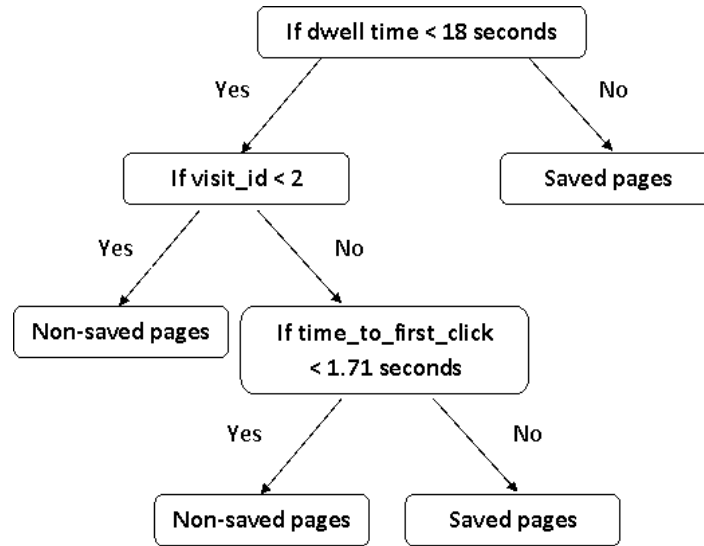 If dwell time < 18 seconds
Yes
No
If visit_id < 2
Saved pages
Yes
No
Non-saved pages
If time_to_first_click
< 1.71 seconds
Yes
No
Non-saved pages
Saved pages